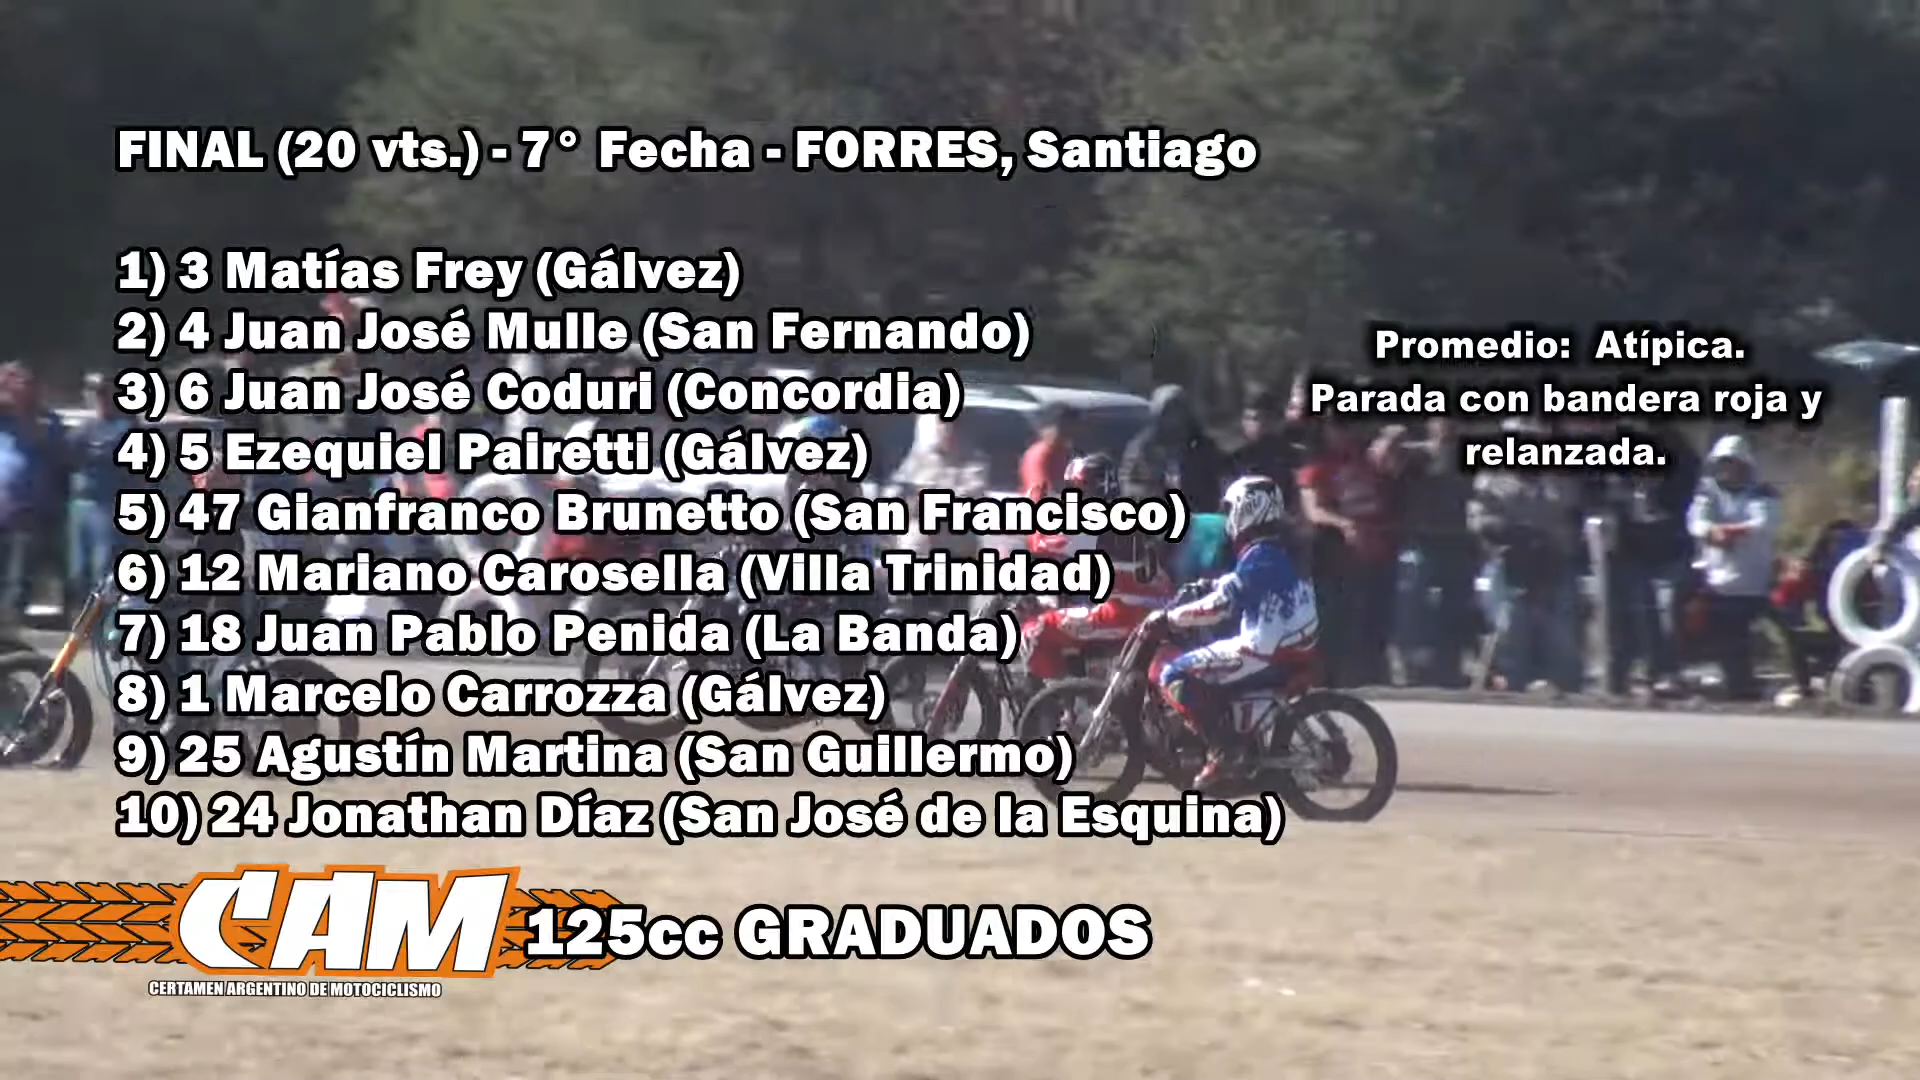 FINAL (20 vts.) - 7° Fecha - FORRES, Santiago
1) 3 Matías Frey (Gálvez)
2) 4 Juan José Mulle (San Fernando)
3) 6 Juan José Coduri (Concordia)
4) 5 Ezequiel Pairetti (Gálvez)
5) 47 Gianfranco Brunetto (San Francisco)
6) 12 Mariano Carosella (Villa Trinidad)
7) 18 Juan Pablo Penida (La Banda)
8) 1 Marcelo Carrozza (Gálvez)
9) 25 Agustín Martina (San Guillermo)
10) 24 Jonathan Díaz (San José de la Esquina)
Promedio: Atípica.
Parada con bandera roja y
relanzada.
CAM
125cc GRADUADOS
CERTAMEN ARGENTINO DE MOTOCICLISMO